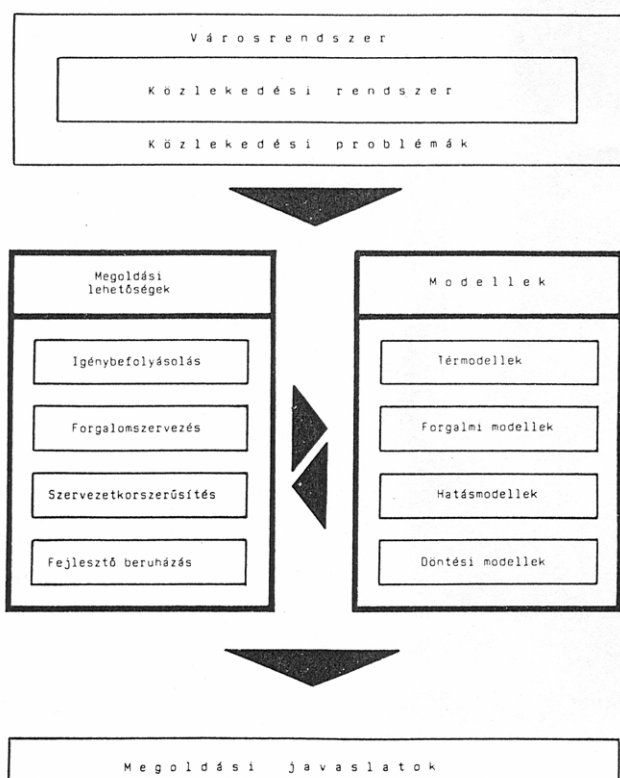 Városrendszer
Közlekedési rendszer
Közlekedési problémák
Megoldási
lehetőségek
Igénybefolyásolás
Forgalomszervezés
Szervezetkorszerűsítés
Fejlesztő beruházás
Modellek
Térmodellek
Forgalmi modellek
Hatásmodellek
Döntési modellek
Megoldási javaslatok